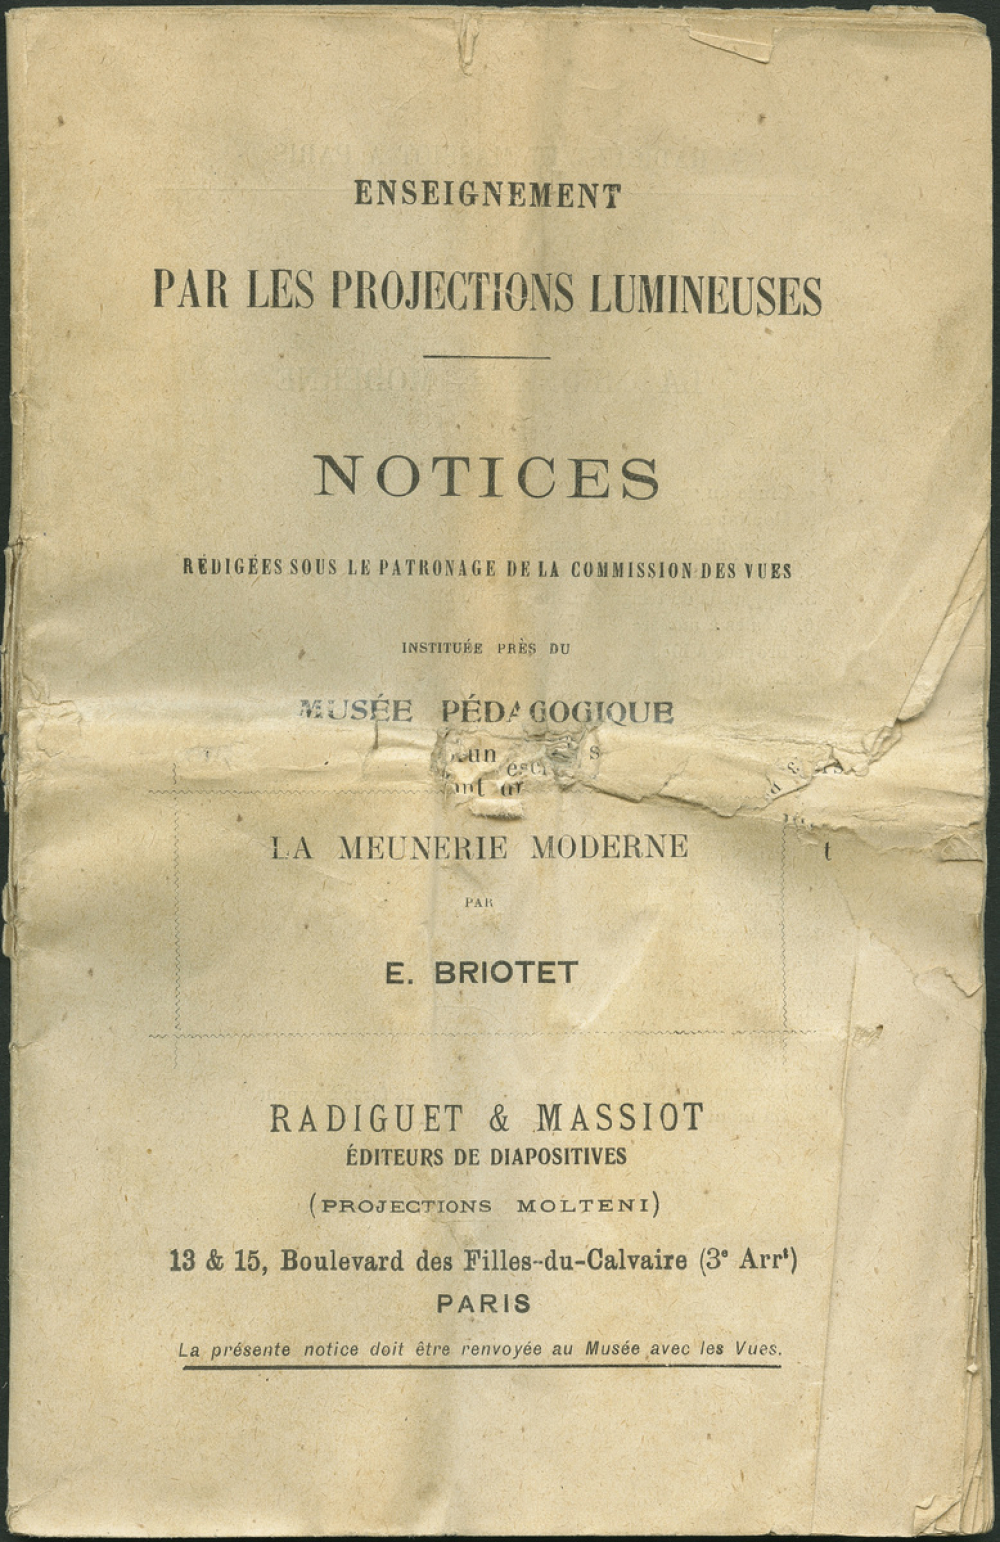 ENSEIGNEMENT
PAR LES PROJECTIONS LUMINEUSES
NOTICES
RÉDIGÉES SOUS LE PATRONAGE DE LA COMMISSION DES VUES
INSTITUÉE PRÈS DU
MUSÉE PÉDAGOGIQUE
LA MEUNERIE MODERNE
PAR
E. BRIOTET
RADIGUET & MASSIOT
ÉDITEURS DE DIAPOSITIVES
(PROJECTIONS MOLTENI)
13 & 15, Boulevard des Filles-du-Calvaire (3e Arrt)
PARIS
La présente notice doit être renvoyée au Musée avec les Vues.